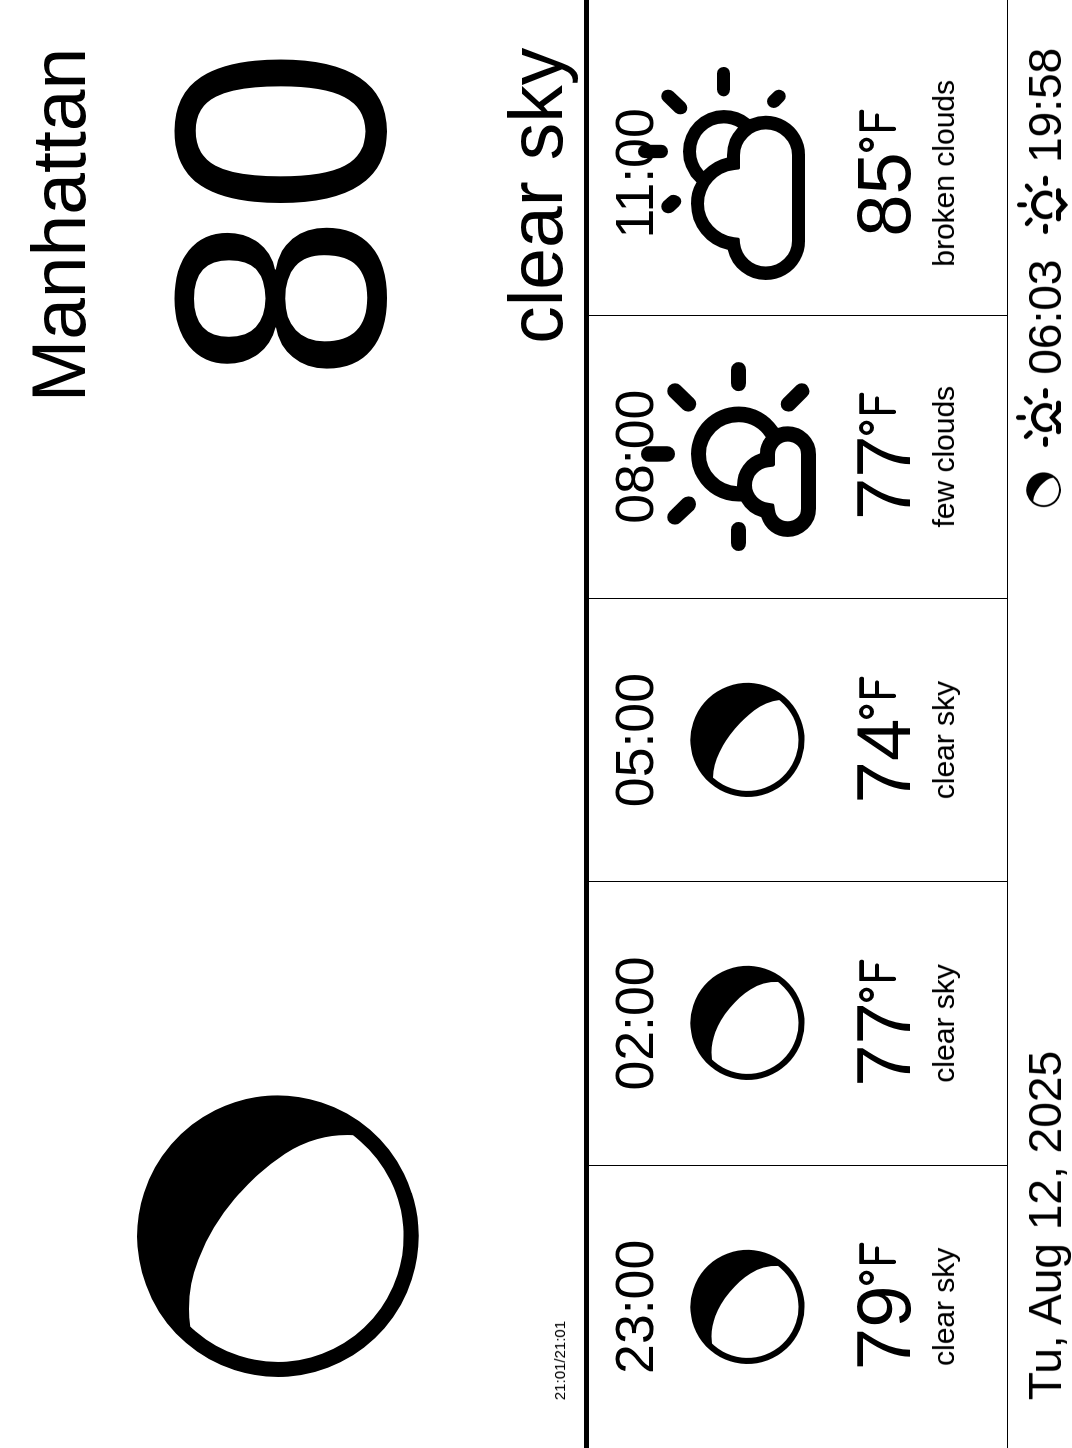 Manhattan
80
clear sky
21:01/21:01
23:00
79°F
clear sky
02:00
77°F
clear sky
05:00
74°F
clear sky
08:00
77°F
few clouds
11:00
85°F
broken clouds
Tu, Aug 12, 2025
06:03 19:58